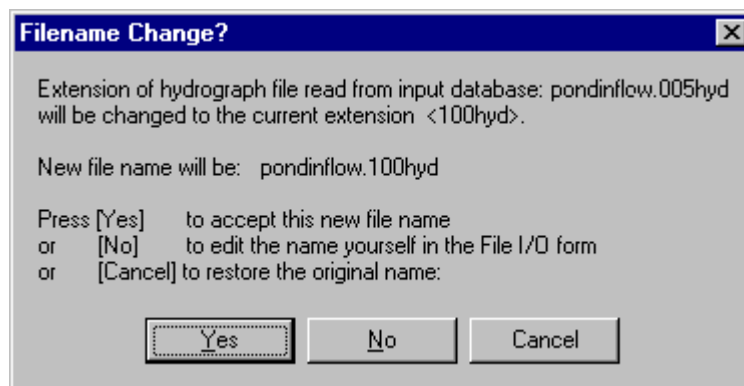 Filename Change?
Extension of hydrograph file read from input database: pondinflow.005hyd
will be changed to the current extension <100hyd>.
New file name will be: pondinflow.100hyd
Press [Yes] to accept this new file name
or [No] to edit the name yourself in the File I/O form
or [Cancel] to restore the original name:
Yes No Cancel